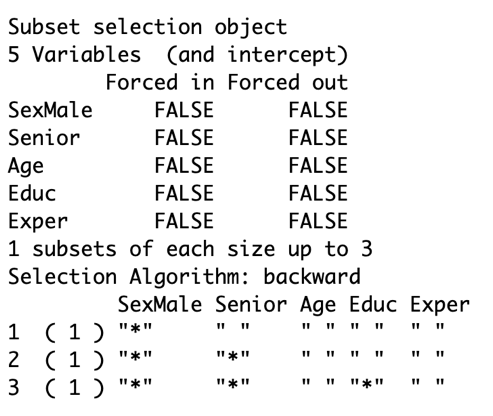 Subset selection object
5 Variables  (and intercept)
        Forced in Forced out
SexMale     FALSE      FALSE
Senior      FALSE      FALSE
Age         FALSE      FALSE
Educ        FALSE      FALSE
Exper       FALSE      FALSE
1 subsets of each size up to 3
Selection Algorithm: backward
         SexMale Senior Age Educ Exper
1  ( 1 ) "*"     " "    " " " "  " "
2  ( 1 ) "*"     "*"    " " " "  " "
3  ( 1 ) "*"     "*"    " " "*"  " "